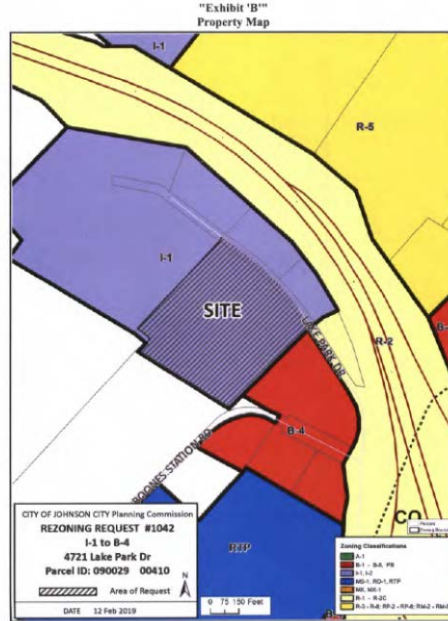 "Exhibit 'B'"
Property Map
I-1
R-5
I-1
SITE
LAKE PARK DR
R-2
B-4
BOONES STATION RD
RTP
CITY OF JOHNSON CITY Planning Commission
REZONING REQUEST #1042
I-1 to B-4
4721 Lake Park Dr
Parcel ID: 090029 00410
Area of Request
N
DATE 12 Feb 2019
0 75 150 Feet
CO
Zoning Classifications
A-1
I-1, I-2
MS-1, RO-1, RTP
MX, MX-1
R-1 - R-2C